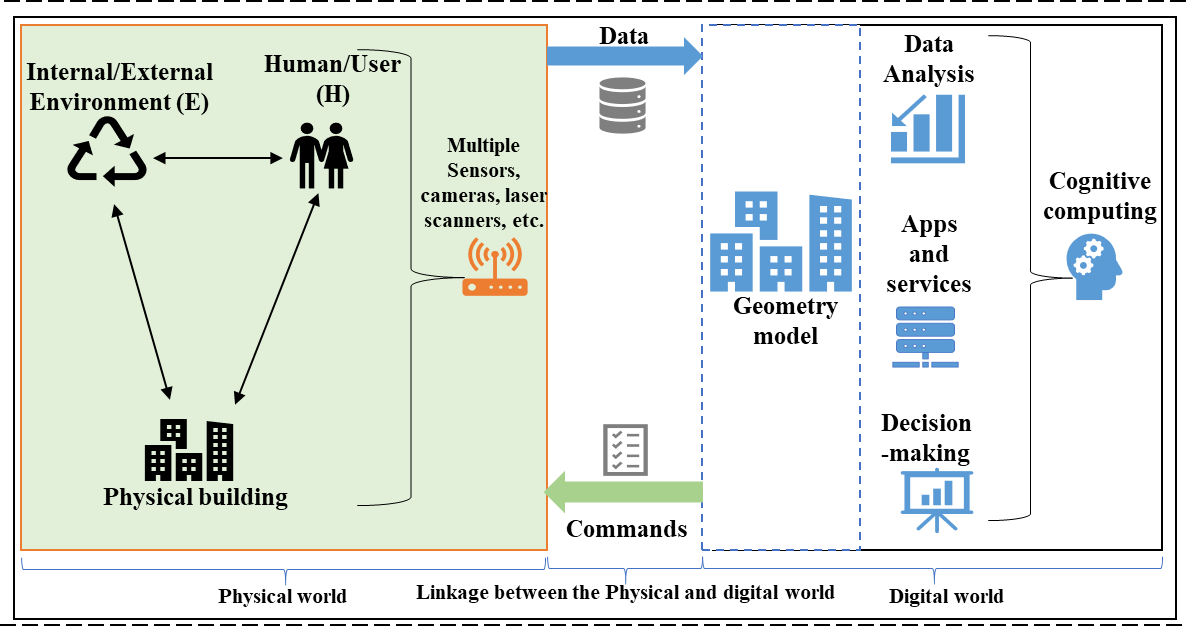 Internal/External
Environment (E)
Human/User
(H)
Multiple
Sensors,
cameras, laser
scanners, etc.
Physical building
Data
Commands
Geometry
model
Data
Analysis
Apps
and
services
Decision
-making
Cognitive
computing
Physical world
Linkage between the Physical and digital world
Digital world